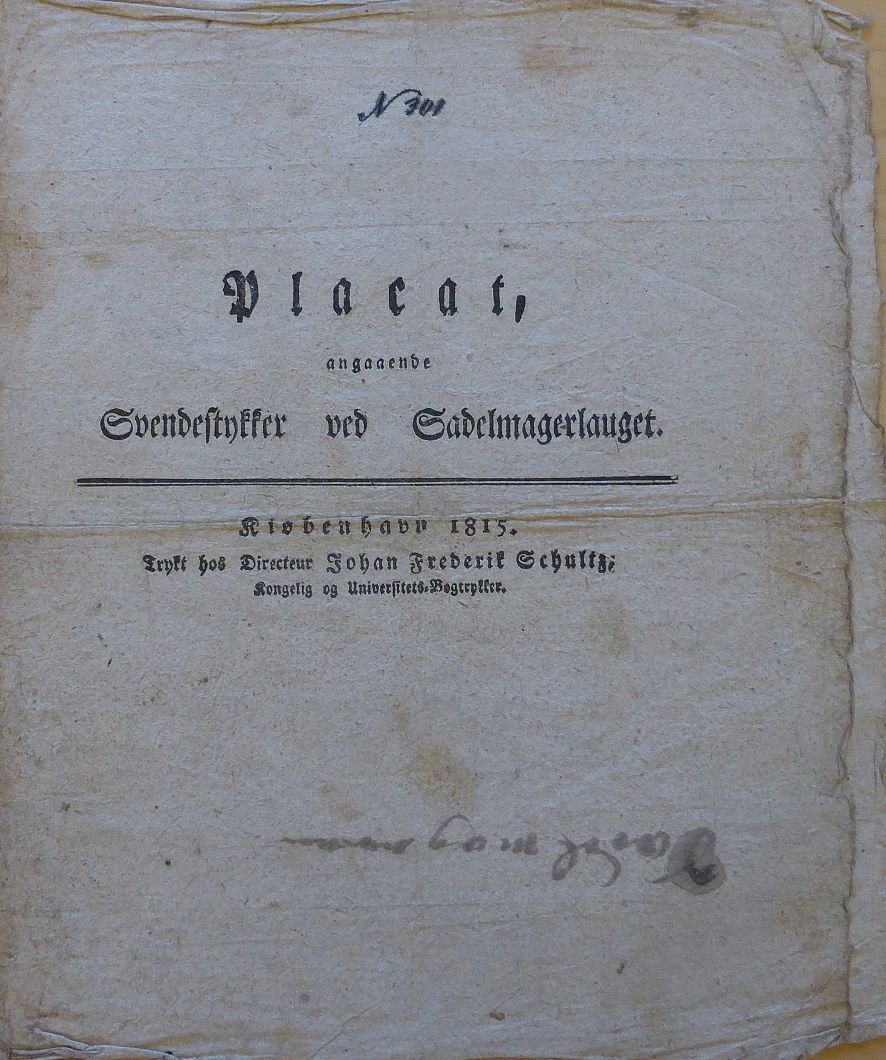 N 301
Placat,
angaaende
Svendestykker ved Sadelmagerlauget.
Kiøbenhavn 1815.
Trykt hos Directeur Johan Frederik Schultz,
Kongelig og Universitets-Bogtrykker.